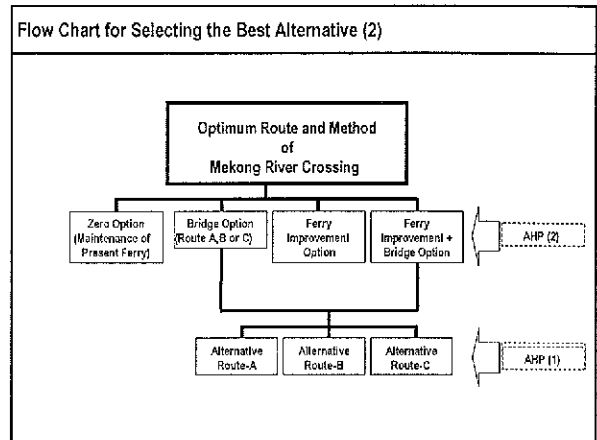 Flow Chart for Selecting the Best Alternative (2)
Optimum Route and Method
of
Mekong River Crossing
Zero Option
(Maintenance of
Present Ferry)
Bridge Option
(Route A,B or C)
Ferry
Improvement
Option
Ferry
Improvement +
Bridge Option
AHP (2)
Alternative
Route-A
Alternative
Route-B
Alternative
Route-C
AHP (1)